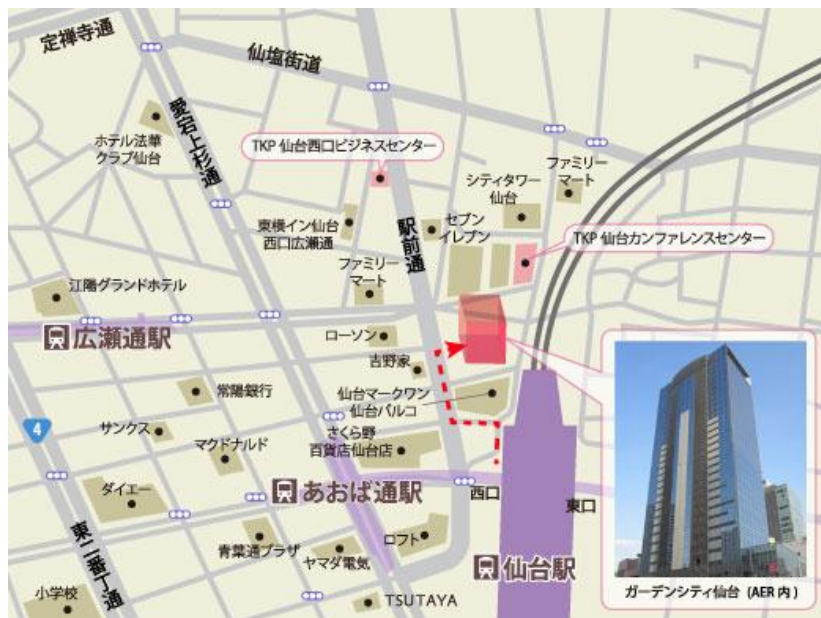 定禅寺通
仙塩街道
ホテル法華
クラブ仙台
愛宕上杉通
TKP 仙台西口ビジネスセンター
ファミリー
マート
シティタワー
仙台
東横イン仙台
西口広瀬通
駅前通
セブン
イレブン
TKP 仙台カンファレンスセンター
ファミリー
マート
江陽グランドホテル
広瀬通駅
ローソン
吉野家
常陽銀行
仙台マークワン
仙台パルコ
4
サンクス
マクドナルド
さくら野
百貨店仙台店
ダイエー
あおば通駅
西口
東口
東二番丁通
青葉通プラザ
ヤマダ電気
ロフト
仙台駅
小学校
TSUTAYA
ガーデンシティ仙台 (AER 内)